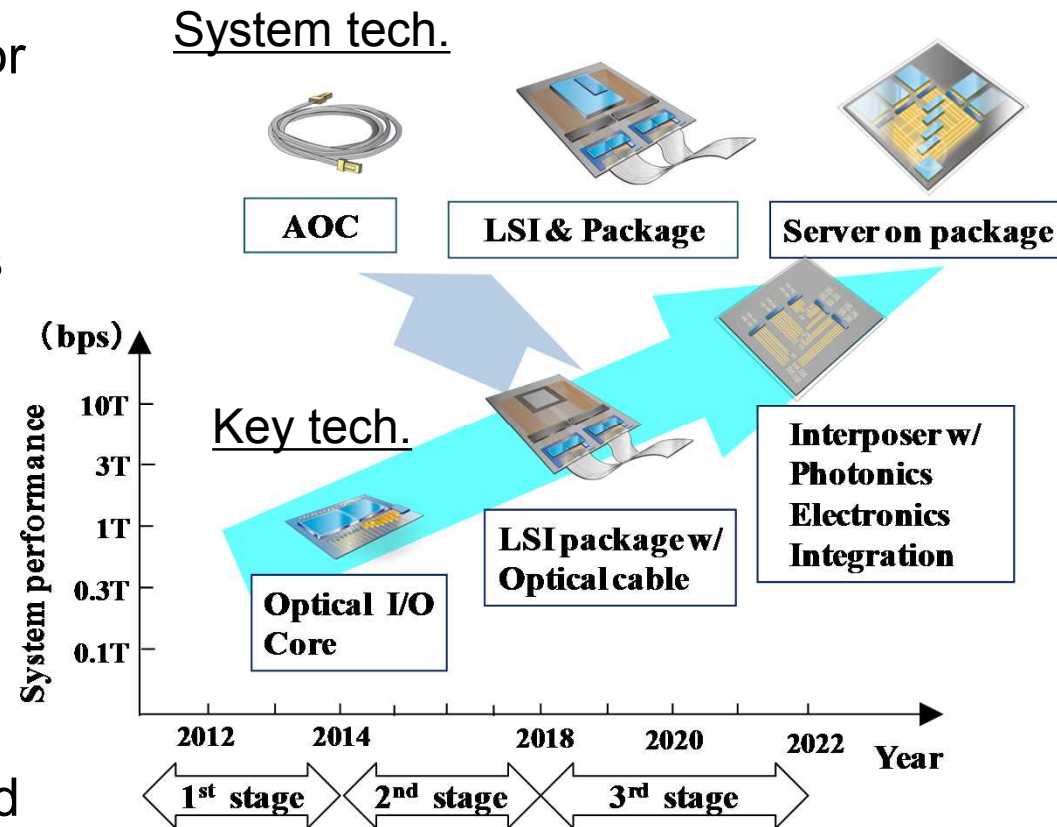 System tech.
or
AOC
LSI & Package
Server on package
s
(bps)
System performance
10T
3T
1T
0.3T
0.1T
Key tech.
Optical I/O
Core
LSI package w/
Optical cable
Interposer w/
Photonics
Electronics
Integration
2012
2014
2018
2020
2022
Year
1st stage
2nd stage
3rd stage
d